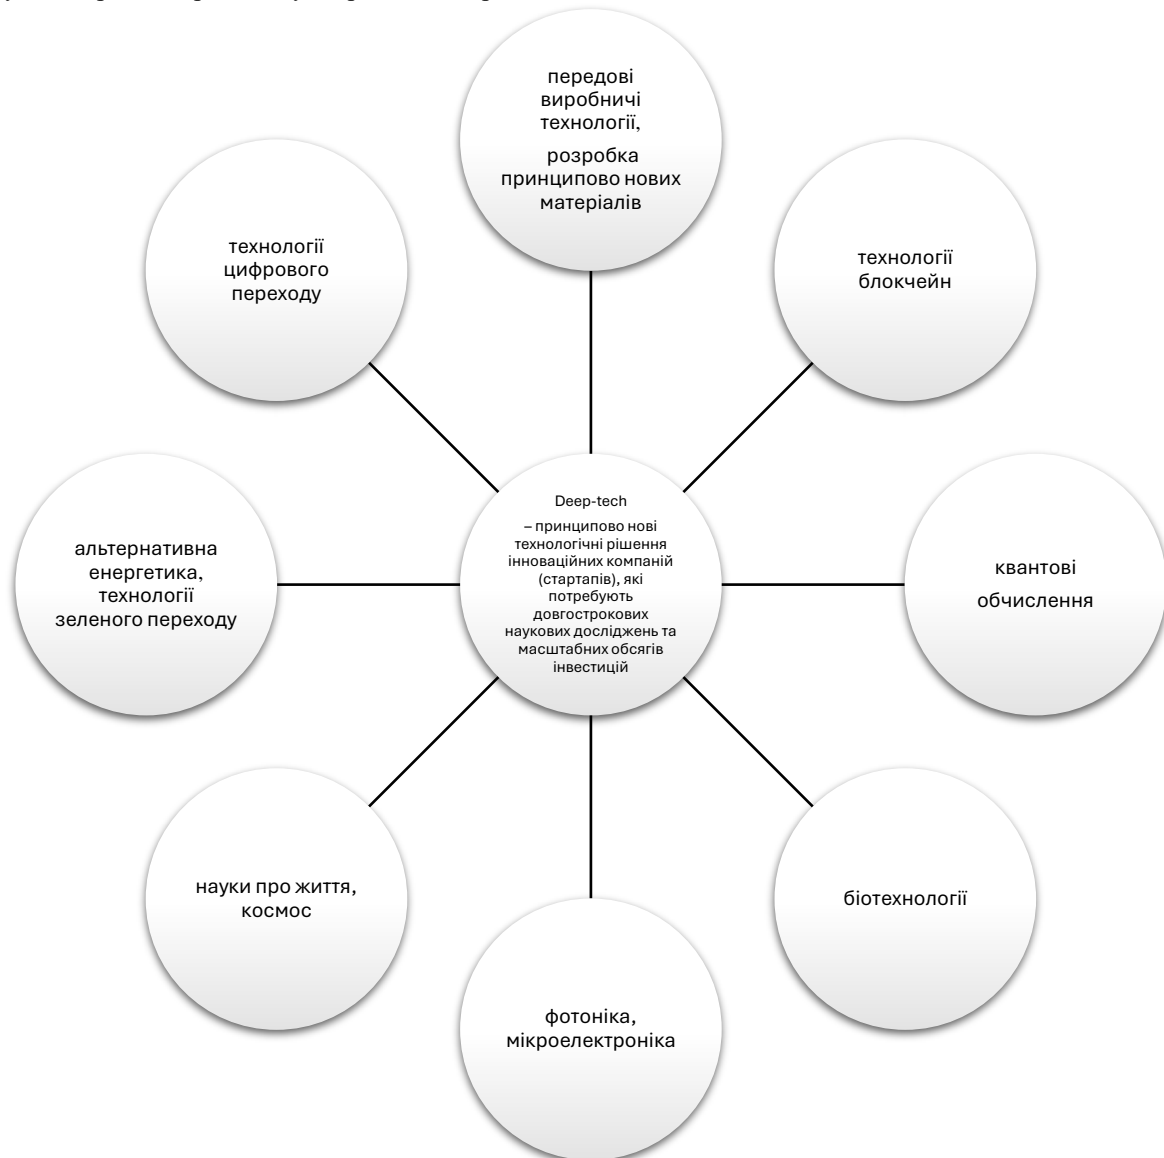 передові
виробничі
технології,
розробка
принципово нових
матеріалів
технології
блокчейн
квантові
обчислення
біотехнології
фотоніка,
мікроелектроніка
науки про життя,
космос
альтернативна
енергетика,
технології
зеленого переходу
технології
цифрового
переходу
Deep-tech
– принципово нові
технологічні рішення
інноваційних компаній
(стартапів), які
потребують
довгострокових
наукових досліджень та
масштабних обсягів
інвестицій